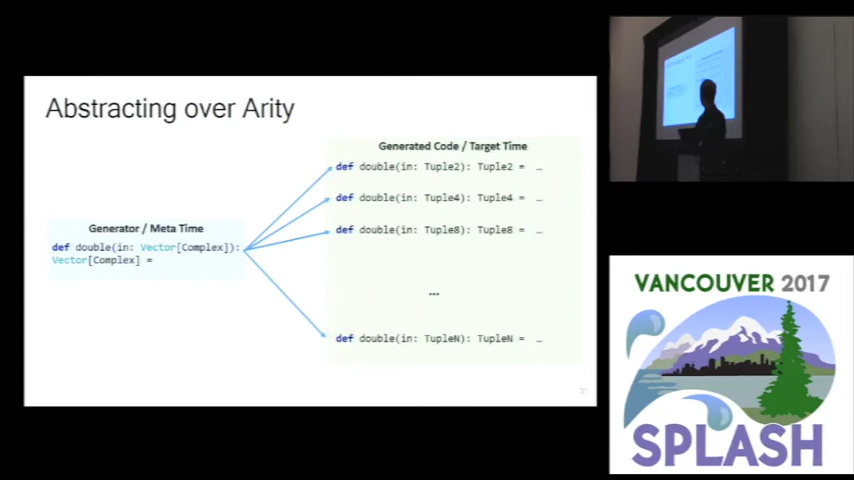 Abstracting over Arity
Generated Code / Target Time
def double(in: Tuple2): Tuple2 = …
def double(in: Tuple4): Tuple4 = …
def double(in: Tuple8): Tuple8 = …
Generator / Meta Time
def double(in: Vector[Complex]):
Vector[Complex] =
…
def double(in: TupleN): TupleN = …
31
VANCOUVER 2017
SPLASH